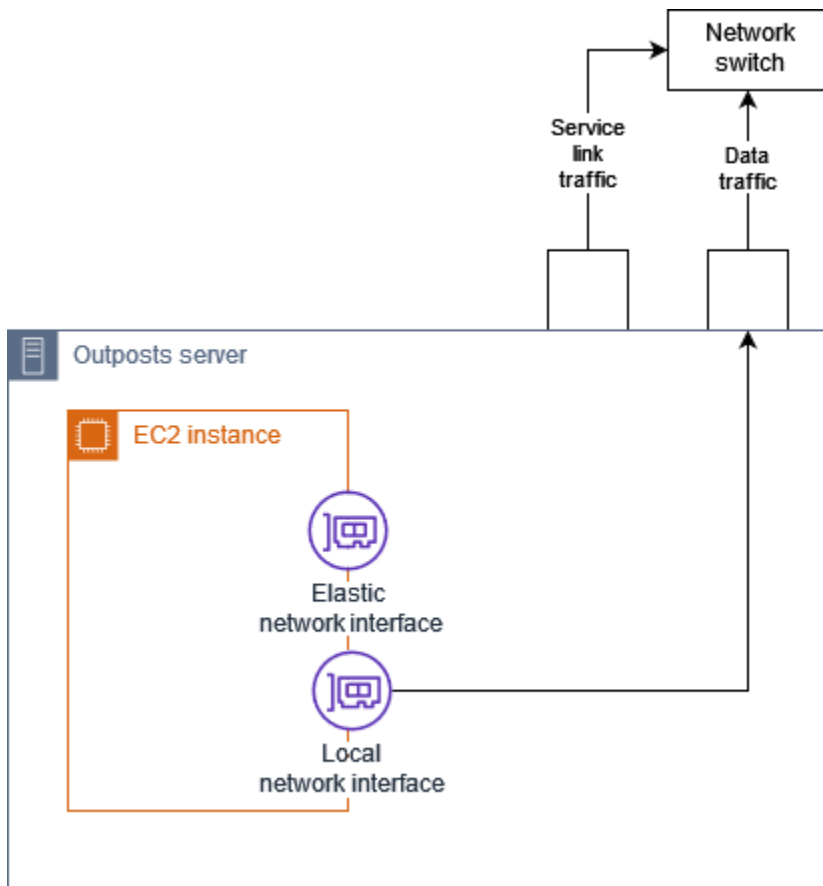 Network
switch
Service
link
traffic
Data
traffic
Outposts server
EC2 instance
Elastic
network interface
Local
network interface